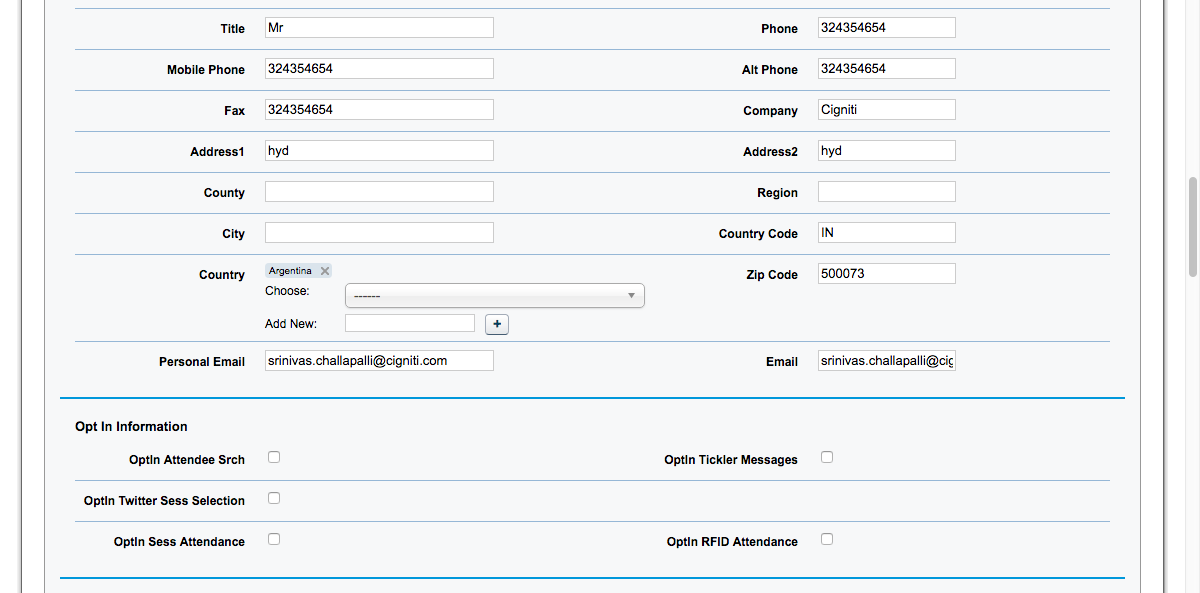 Title Mr Phone 324354654
Mobile Phone 324354654 Alt Phone 324354654
Fax 324354654 Company Cigniti
Address1 hyd Address2 hyd
County Region
City Country Code IN
Country Argentina Zip Code 500073
Choose: ------
Add New: +
Personal Email srinivas.challapalli@cigniti.com Email srinivas.challapalli@cig
Opt In Information
OptIn Attendee Srch OptIn Tickler Messages
OptIn Twitter Sess Selection
OptIn Sess Attendance OptIn RFID Attendance